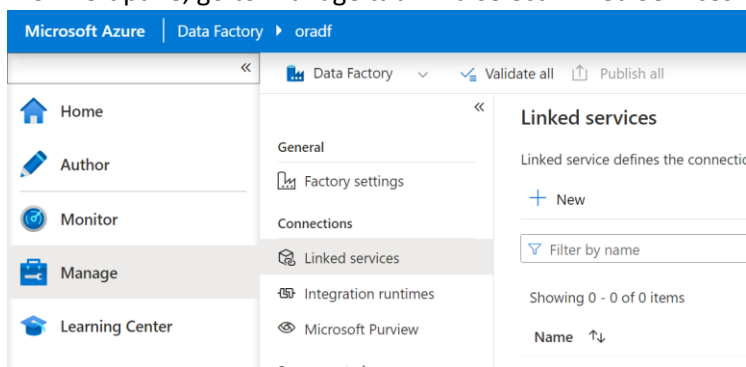 Microsoft Azure | Data Factory ▸ oradf
« Data Factory Validate all Publish all
Home
Author
Monitor
Manage
Learning Center
«
General
Factory settings
Connections
Linked services
Integration runtimes
Microsoft Purview
Linked services
Linked service defines the connectio
+ New
Filter by name
Showing 0 - 0 of 0 items
Name ↑↓